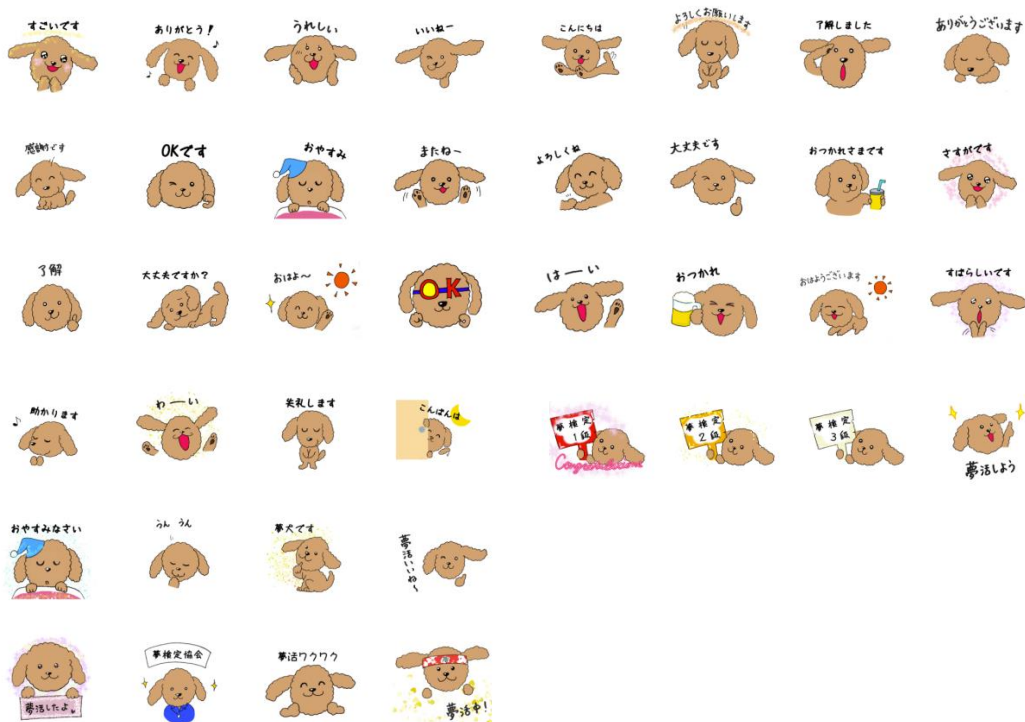 すごいです
ありがとう!
うれしい
いいねー
こんにちは
よろしくお願いします
了解しました
ありがとうございます
感謝です
OKです
おやすみ
またねー
よろしくね
大丈夫です
おつかれさまです
さすがです
了解
大丈夫ですか?
おはよ〜
OK
はーい
おつかれ
おはようございます
すばらしいです
助かります
わーい
失礼します
こんばんは
夢検定
1段
Congratulations
夢検定
2段
夢検定
3段
夢活しよう
おやすみなさい
うん うん
夢犬です
夢活いいね〜
夢活したよ
夢検定協会
夢活ワクワク
夢活中!